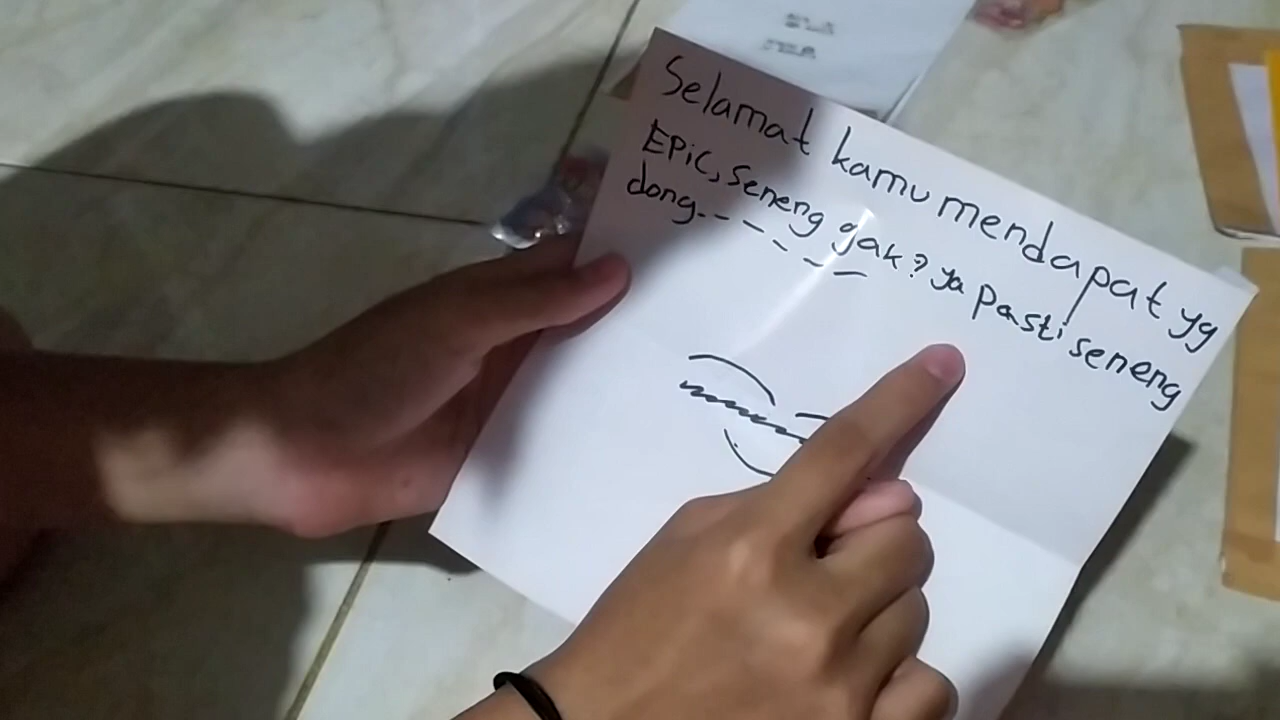 Selamat kamu mendapat yg
EPic, seneng gak? ya pasti seneng
dong- - - - - -